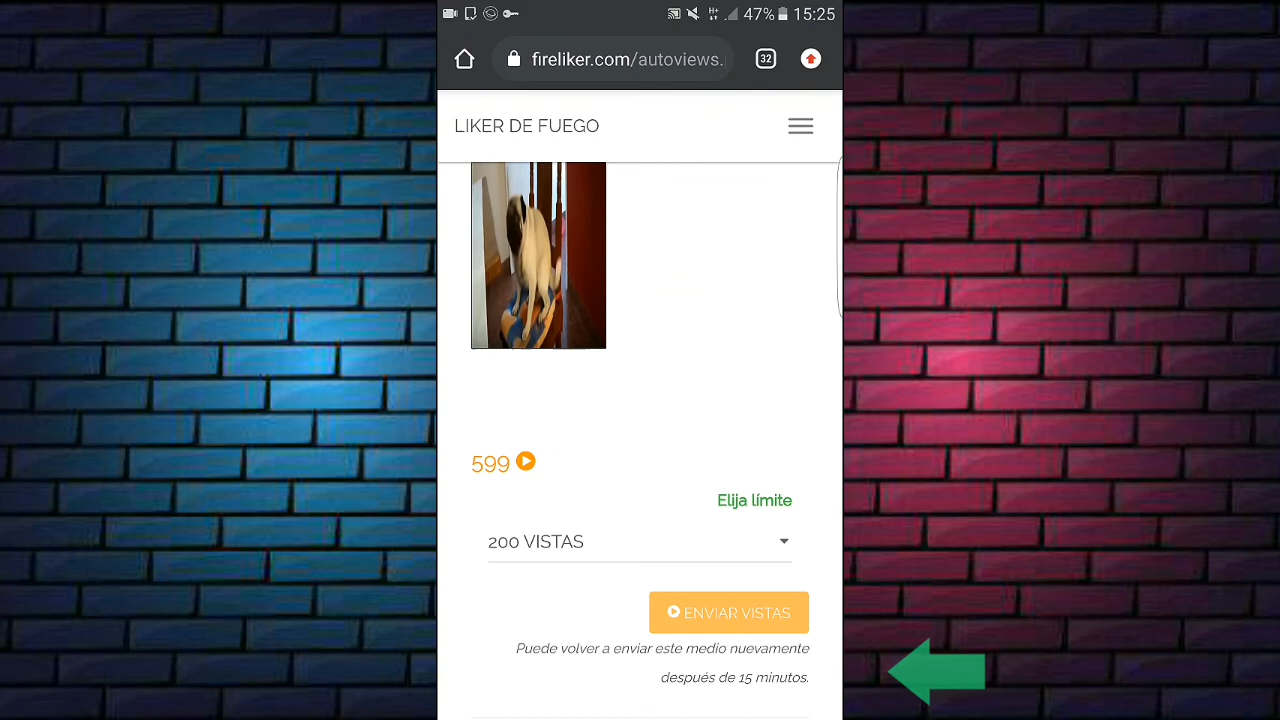 H+ 47% 15:25
fireliker.com/autoviews. 32
LIKER DE FUEGO
599
Elija límite
200 VISTAS
ENVIAR VISTAS
Puede volver a enviar este medio nuevamente
después de 15 minutos.